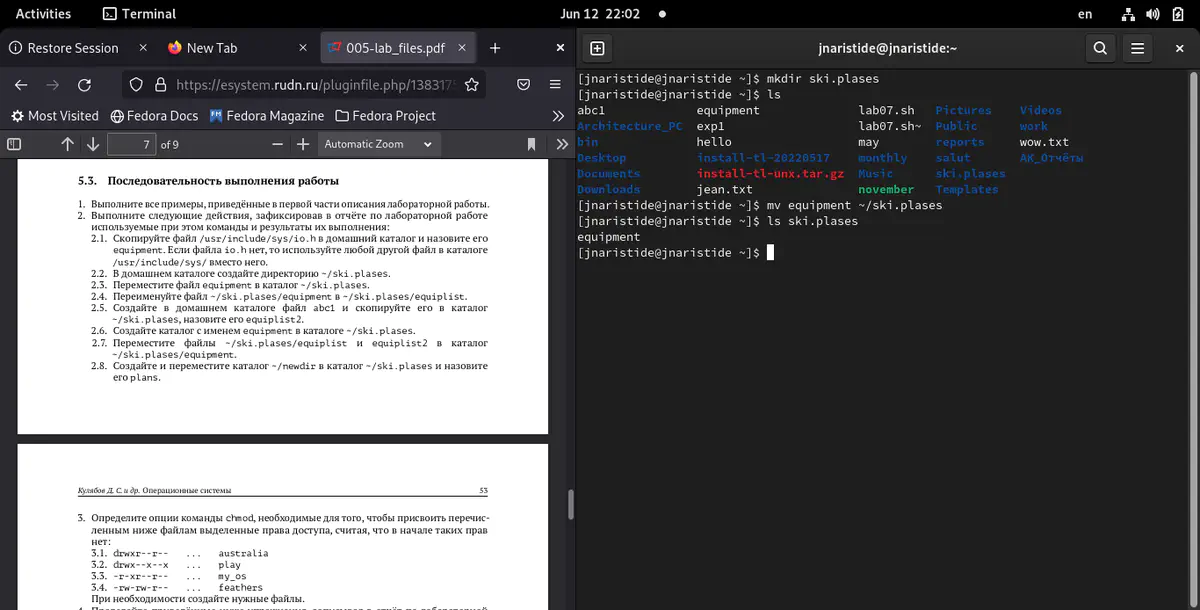 Activities Terminal Jun 12 22:02 en
Restore Session New Tab 005-lab_files.pdf
https://esystem.rudn.ru/pluginfile.php/138317
Most Visited Fedora Docs Fedora Magazine Fedora Project
7 of 9 Automatic Zoom
5.3. Последовательность выполнения работы
1. Выполните все примеры, приведённые в первой части описания лабораторной работы.
2. Выполните следующие действия, зафиксировав в отчёте по лабораторной работе
используемые при этом команды и результаты их выполнения:
2.1. Скопируйте файл /usr/include/sys/io.h в домашний каталог и назовите его
equipment. Если файла io.h нет, то используйте любой другой файл в каталоге
/usr/include/sys/ вместо него.
2.2. В домашнем каталоге создайте директорию ~/ski.plases.
2.3. Переместите файл equipment в каталог ~/ski.plases.
2.4. Переименуйте файл ~/ski.plases/equipment в ~/ski.plases/equiplist.
2.5. Создайте в домашнем каталоге файл abc1 и скопируйте его в каталог
~/ski.plases, назовите его equiplist2.
2.6. Создайте каталог с именем equipment в каталоге ~/ski.plases.
2.7. Переместите файлы ~/ski.plases/equiplist и equiplist2 в каталог
~/ski.plases/equipment.
2.8. Создайте и переместите каталог ~/newdir в каталог ~/ski.plases и назовите
его plans.
Кулябов Д. С. и др. Операционные системы 53
3. Определите опции команды chmod, необходимые для того, чтобы присвоить перечис-
ленным ниже файлам выделенные права доступа, считая, что в начале таких прав
нет:
3.1. drwxr--r-- ... australia
3.2. drwx--x--x ... play
3.3. -r-xr--r-- ... my_os
3.4. -rw-rw-r-- ... feathers
При необходимости создайте нужные файлы.
jnaristide@jnaristide:~
[jnaristide@jnaristide ~]$ mkdir ski.plases
[jnaristide@jnaristide ~]$ ls
abc1 equipment lab07.sh Pictures Videos
Architecture_PC exp1 lab07.sh~ Public work
bin hello may reports wow.txt
Desktop install-tl-20220517 monthly salut АК_Отчёты
Documents install-tl-unx.tar.gz Music ski.plases
Downloads jean.txt november Templates
[jnaristide@jnaristide ~]$ mv equipment ~/ski.plases
[jnaristide@jnaristide ~]$ ls ski.plases
equipment
[jnaristide@jnaristide ~]$